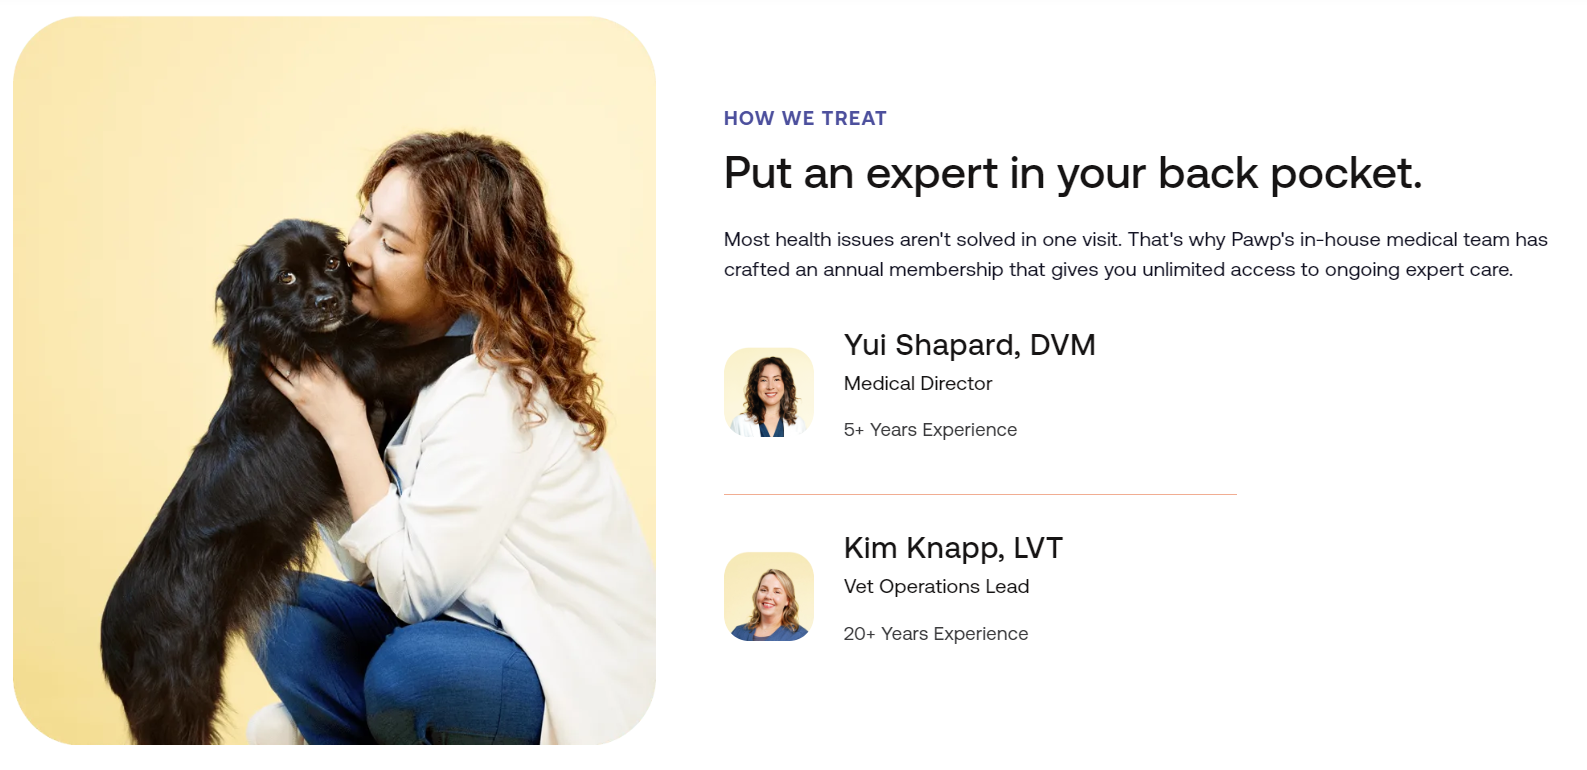 HOW WE TREAT
Put an expert in your back pocket.
Most health issues aren't solved in one visit. That's why Pawp's in-house medical team has
crafted an annual membership that gives you unlimited access to ongoing expert care.
Yui Shapard, DVM
Medical Director
5+ Years Experience
Kim Knapp, LVT
Vet Operations Lead
20+ Years Experience